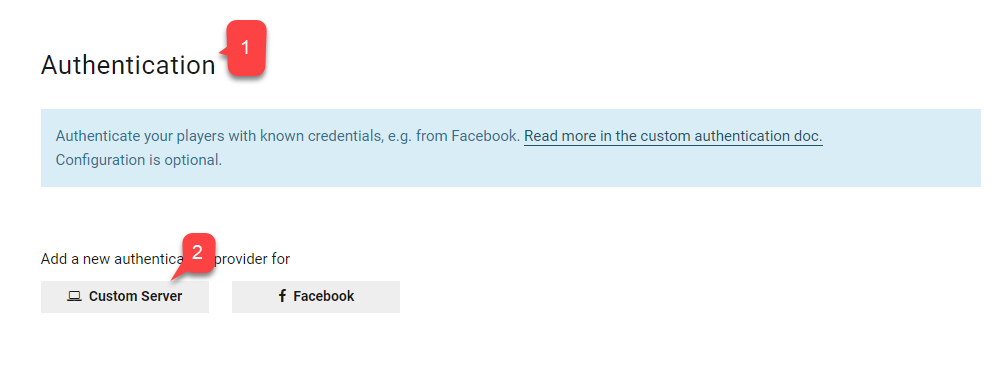 1
Authentication
Authenticate your players with known credentials, e.g. from Facebook. Read more in the custom authentication doc.
Configuration is optional.
2
Add a new authentica provider for
Custom Server
Facebook